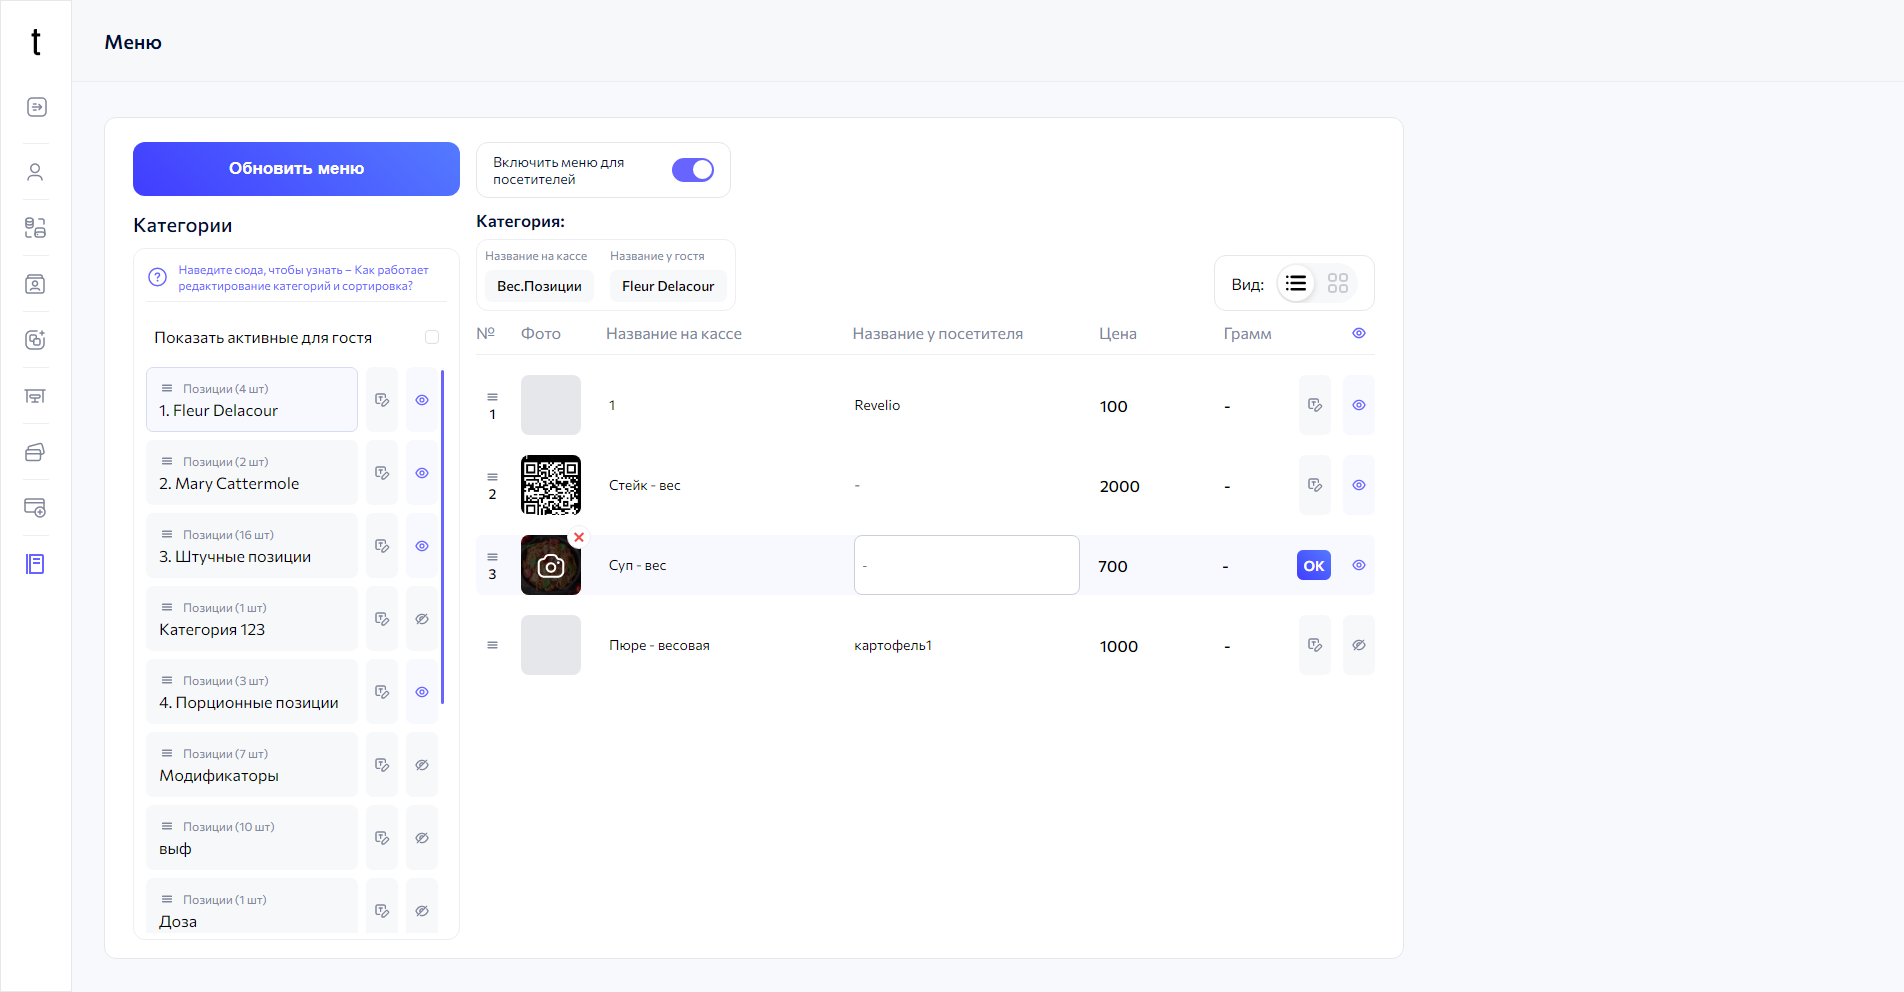 t
Меню
Обновить меню
Включить меню для
посетителей
Категории
Наведите сюда, чтобы узнать – Как работает
редактирование категорий и сортировка?
Показать активные для гостя
Позиции (4 шт)
1. Fleur Delacour
Позиции (2 шт)
2. Mary Cattermole
Позиции (16 шт)
3. Штучные позиции
Позиции (1 шт)
Категория 123
Позиции (3 шт)
4. Порционные позиции
Позиции (7 шт)
Модификаторы
Позиции (10 шт)
выф
Позиции (1 шт)
Доза
Категория:
Название на кассе Название у гостя
Вес.Позиции Fleur Delacour
Вид:
№ Фото Название на кассе Название у посетителя Цена Грамм
1 1 Revelio 100 -
2 Стейк - вес - 2000 -
3 Суп - вес - 700 - OK
Пюре - весовая картофель1 1000 -